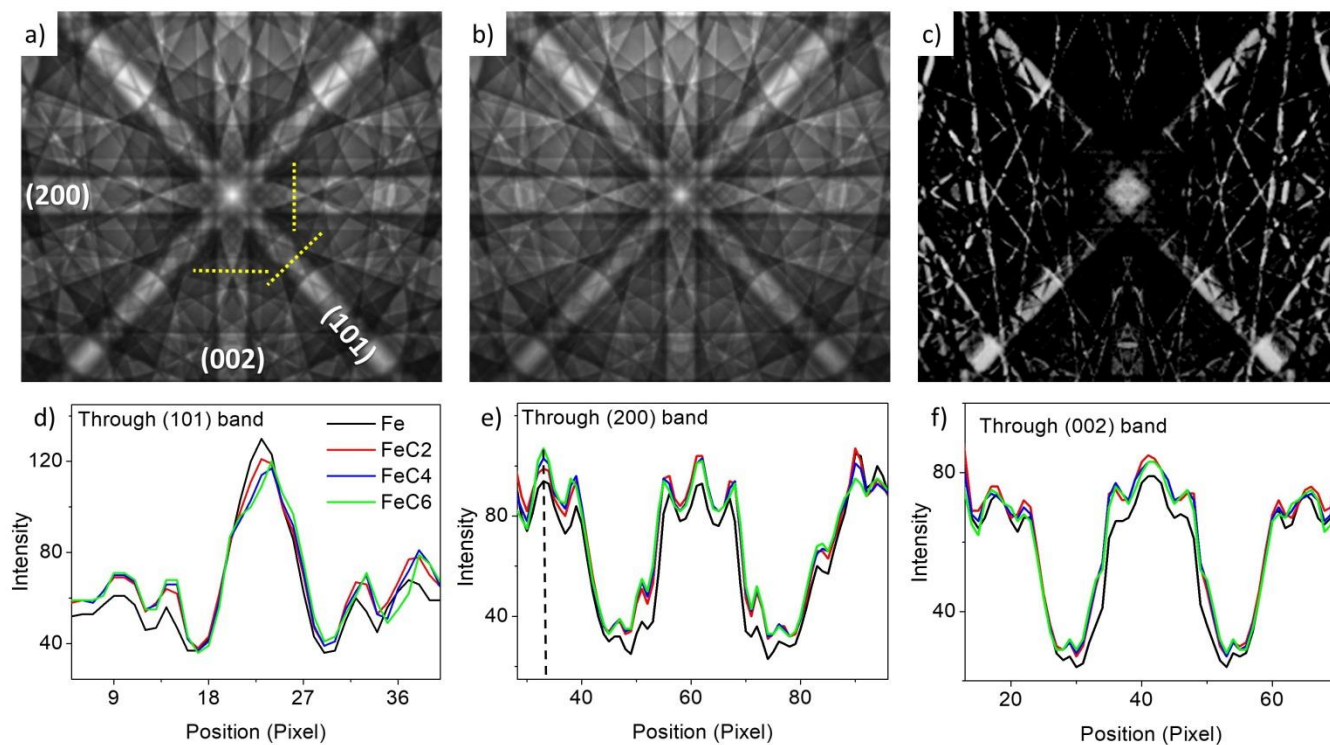 a)
b)
c)
(200)
(002)
(101)
d)
Through (101) band
Fe
FeC2
FeC4
FeC6
120
80
40
Intensity
9
18
27
36
Position (Pixel)
e)
Through (200) band
80
40
Intensity
40
60
80
Position (Pixel)
f)
Through (002) band
80
40
Intensity
20
40
60
Position (Pixel)